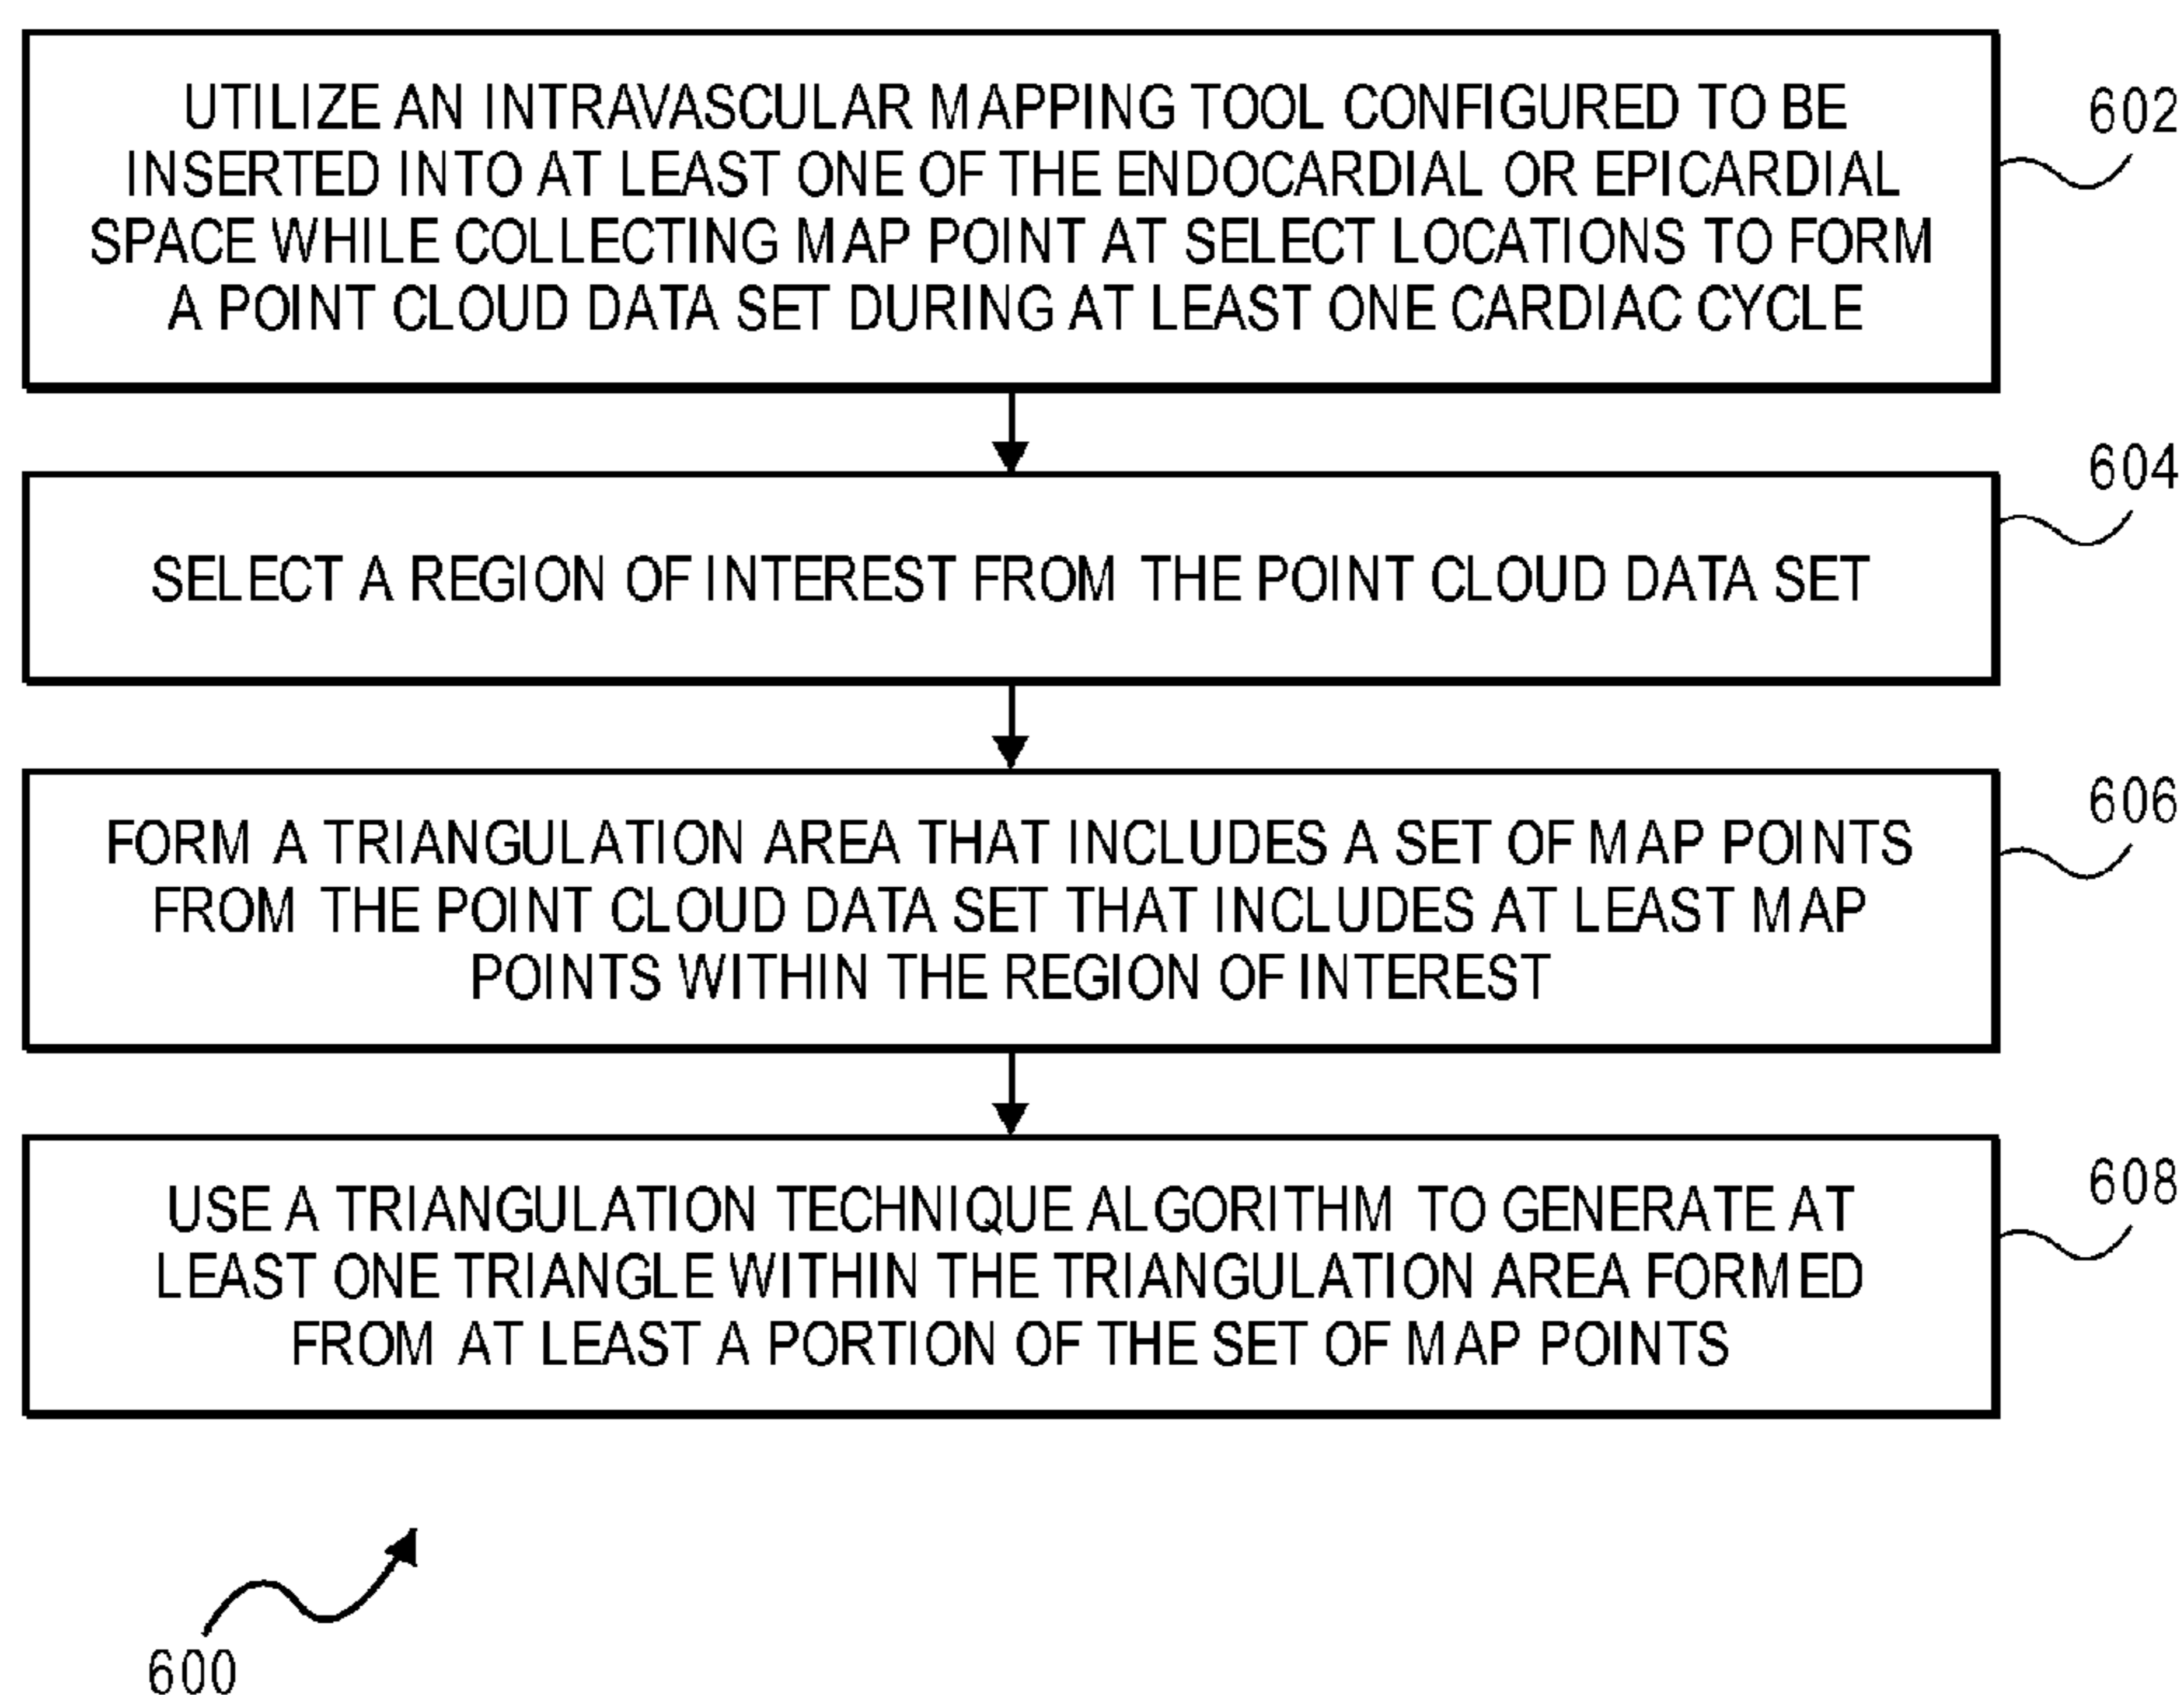 UTILIZE AN INTRAVASCULAR MAPPING TOOL CONFIGURED TO BE
INSERTED INTO AT LEAST ONE OF THE ENDOCARDIAL OR EPICARDIAL
SPACE WHILE COLLECTING MAP POINT AT SELECT LOCATIONS TO FORM
A POINT CLOUD DATA SET DURING AT LEAST ONE CARDIAC CYCLE
602
604
SELECT A REGION OF INTEREST FROM THE POINT CLOUD DATA SET
606
FORM A TRIANGULATION AREA THAT INCLUDES A SET OF MAP POINTS
FROM THE POINT CLOUD DATA SET THAT INCLUDES AT LEAST MAP
POINTS WITHIN THE REGION OF INTEREST
608
USE A TRIANGULATION TECHNIQUE ALGORITHM TO GENERATE AT
LEAST ONE TRIANGLE WITHIN THE TRIANGULATION AREA FORMED
FROM AT LEAST A PORTION OF THE SET OF MAP POINTS
600